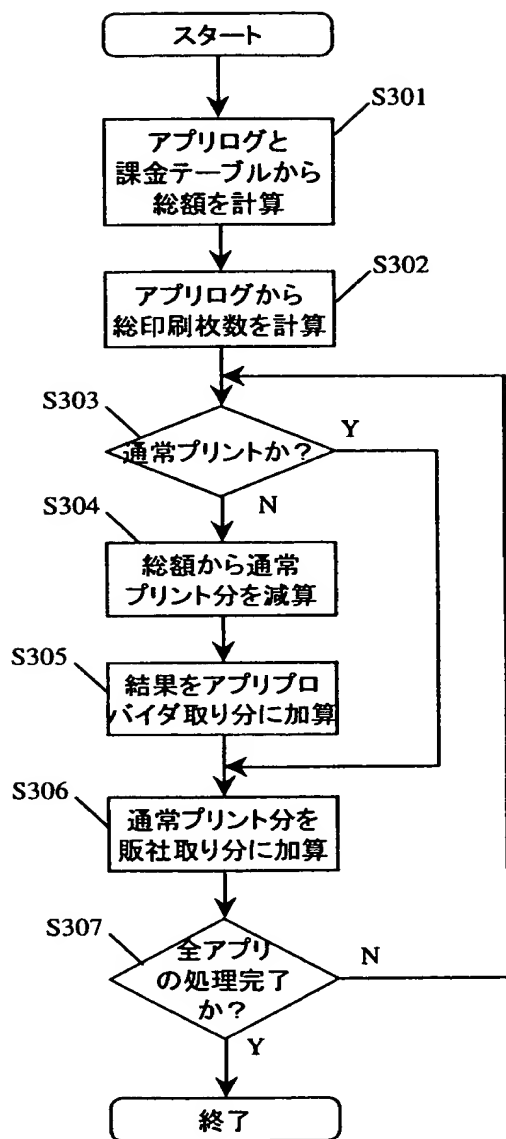 スタート
S301
アプリログと
課金テーブルから
総額を計算
S302
アプリログから
総印刷枚数を計算
S303
通常プリントか？
Y
N
S304
総額から通常
プリント分を減算
S305
結果をアプリプロ
バイダ取り分に加算
S306
通常プリント分を
販社取り分に加算
S307
全アプリ
の処理完了
か？
N
Y
終了